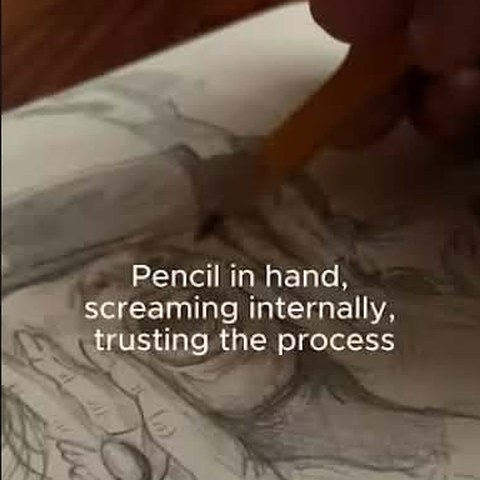 Pencil in hand,
screaming internally,
trusting the process